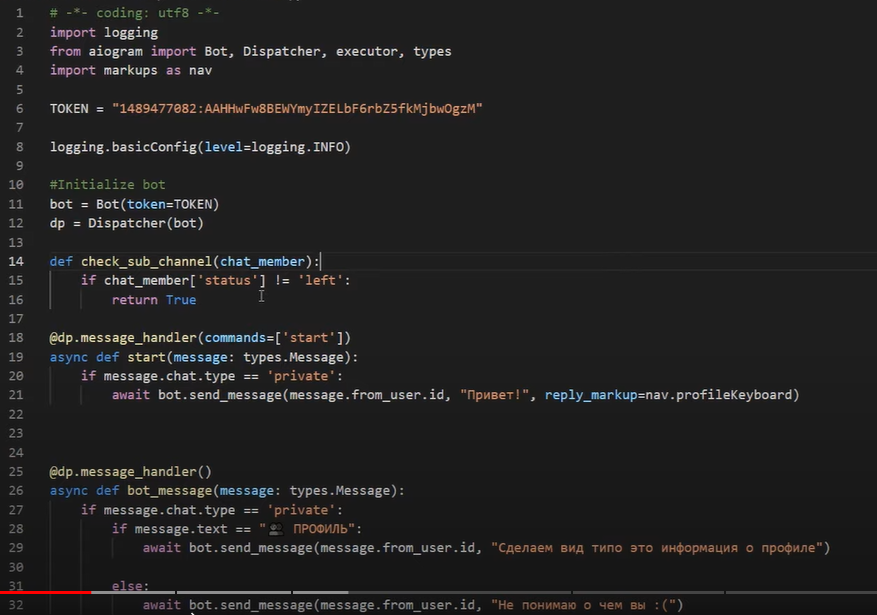 1 # -*- coding: utf8 -*-
2 import logging
3 from aiogram import Bot, Dispatcher, executor, types
4 import markups as nav
5
6 TOKEN = "1489477082:AAHHwFw8BEWYmyIZELbF6rbZ5fkMjbwOgzM"
7
8 logging.basicConfig(level=logging.INFO)
9
10 #Initialize bot
11 bot = Bot(token=TOKEN)
12 dp = Dispatcher(bot)
13
14 def check_sub_channel(chat_member):
15 if chat_member['status'] != 'left':
16 return True
17
18 @dp.message_handler(commands=['start'])
19 async def start(message: types.Message):
20 if message.chat.type == 'private':
21 await bot.send_message(message.from_user.id, "Привет!", reply_markup=nav.profileKeyboard)
22
23
24
25 @dp.message_handler()
26 async def bot_message(message: types.Message):
27 if message.chat.type == 'private':
28 if message.text == "👥 ПРОФИЛЬ":
29 await bot.send_message(message.from_user.id, "Сделаем вид типо это информация о профиле")
30
31 else:
32 await bot.send_message(message.from_user.id, "Не понимаю о чем вы :(")